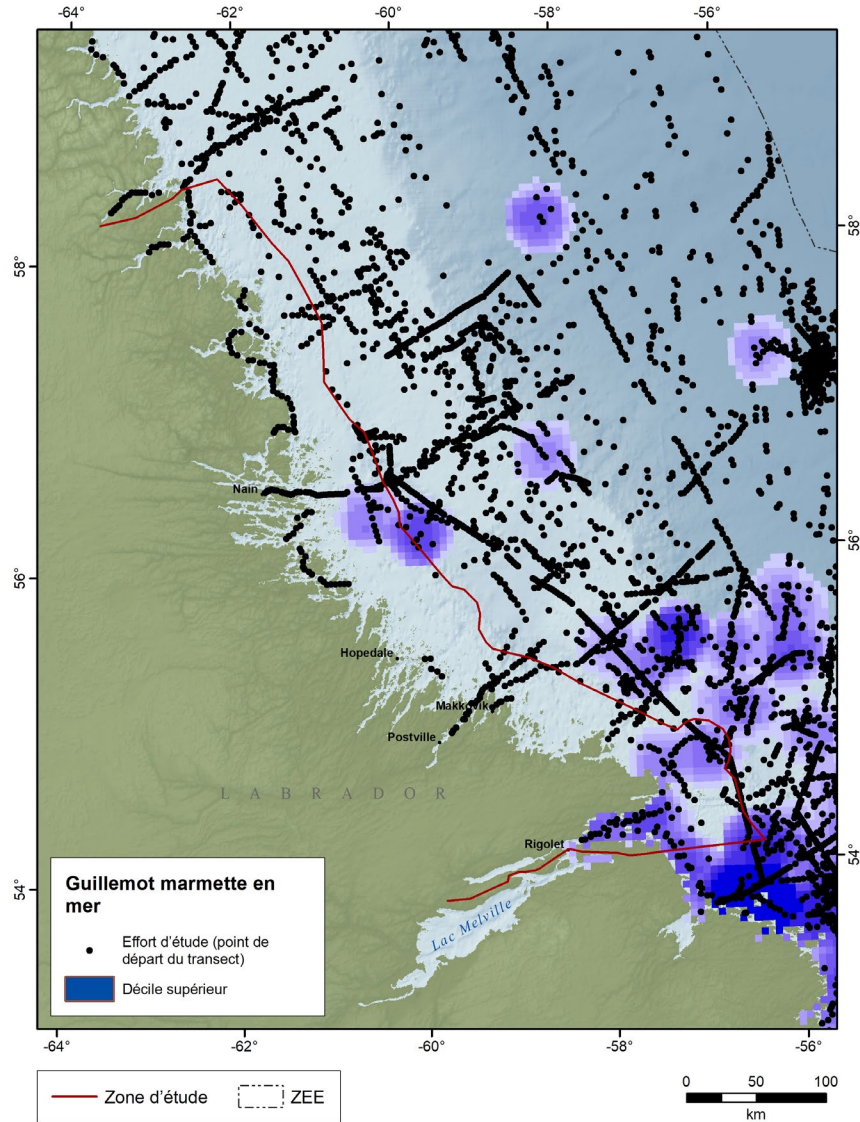 -64° -62° -60° -58° -56°
58° 58°
Nain
56° 56°
Hopedale
Makkovik
Postville
LABRADOR
Rigolet
54° 54°
Lac Melville
Guillemot marmette en
mer
Effort d'étude (point de
départ du transect)
Décile supérieur
-64° -62° -60° -58° -56°
Zone d'étude ZEE
0 50 100
km